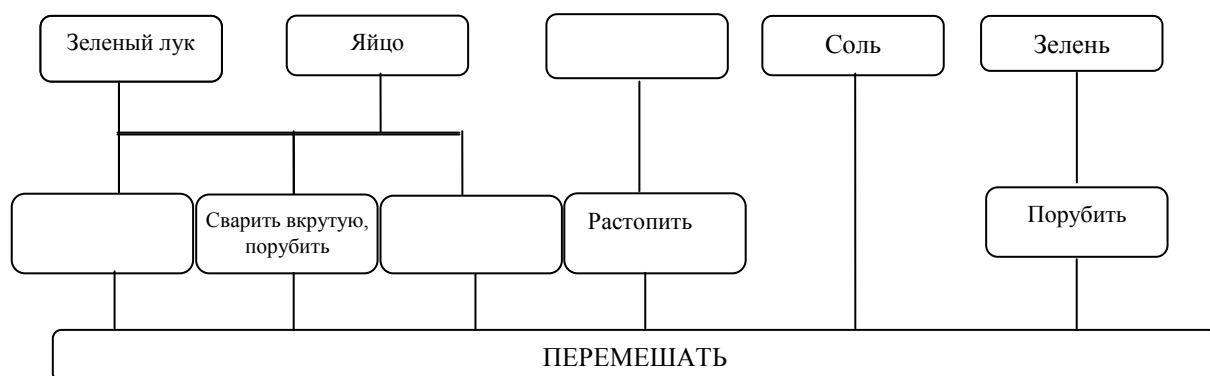 Зеленый лук
Яйцо
Соль
Зелень
Сварить вкрутую,
порубить
Растопить
Порубить
ПЕРЕМЕШАТЬ